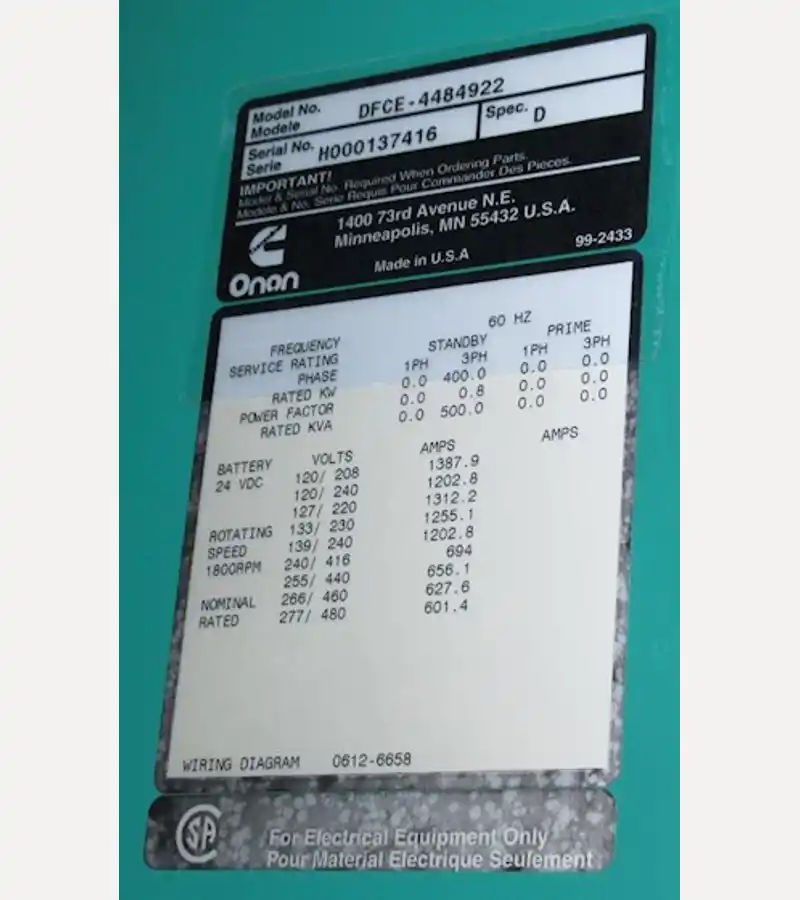 Model No. DFCE-4484922
Modele
Serial No. H000137416 Spec. D
Serie
IMPORTANT!
Model & Serial No. Required When Ordering Parts.
Modele & No. Serie Requis Pour Commander Des Pieces.
1400 73rd Avenue N.E.
Minneapolis, MN 55432 U.S.A.
Made in U.S.A 99-2433
Onan
FREQUENCY 60 HZ
SERVICE RATING STANDBY PRIME
PHASE 1PH 3PH 1PH 3PH
RATED KW 0.0 400.0 0.0 0.0
POWER FACTOR 0.0 0.8 0.0 0.0
RATED KVA 0.0 500.0 0.0 0.0
BATTERY VOLTS AMPS AMPS
24 VDC 120/ 208 1387.9
120/ 240 1202.8
127/ 220 1312.2
ROTATING 133/ 230 1255.1
SPEED 139/ 240 1202.8
1800RPM 240/ 416 694
255/ 440 656.1
NOMINAL 266/ 460 627.6
RATED 277/ 480 601.4
WIRING DIAGRAM 0612-6658
SA
For Electrical Equipment Only
Pour Material Electrique Seulement